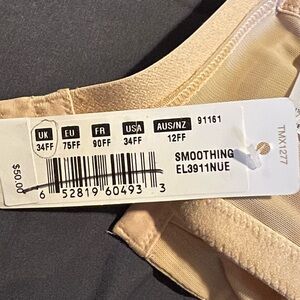 UK EU FR USA AUS/NZ 91161
34FF 75FF 90FF 34FF 12FF
SMOOTHING
EL3911NUE
6 52819 60493 3
$50.00
TMX1277